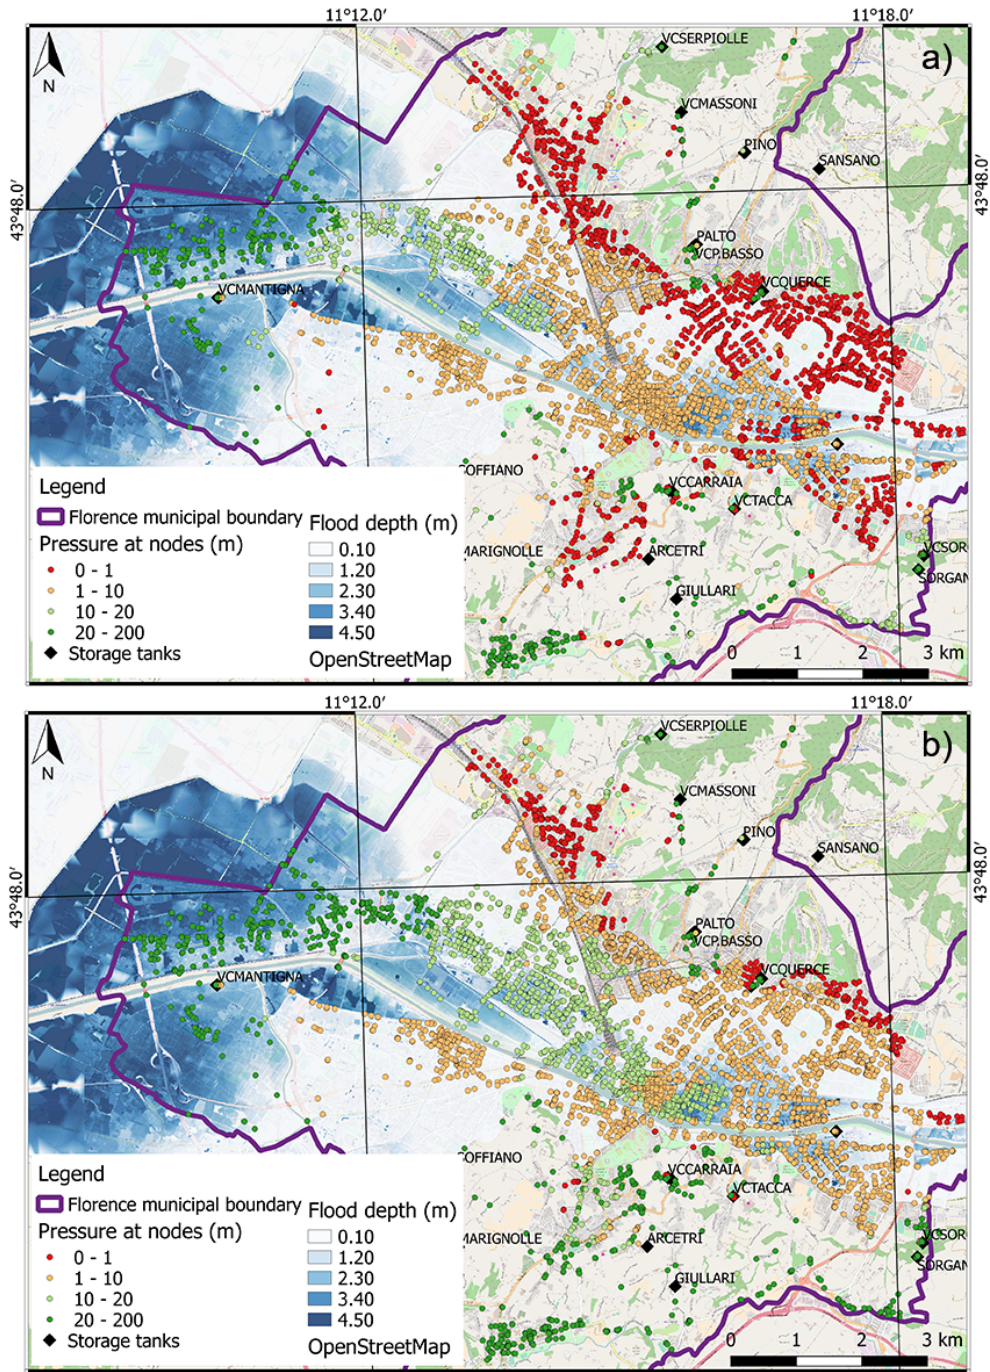 11°12.0' 11°18.0'
a)
N
VCSERPIOLLE
VCMASSONI
PINO
SANSANO
43°48.0' 43°48.0'
PALTO
VCP.BASSO
VCQUERCE
VCMANTIGNA
COFFIANO
VCCARRAIA
VCTACCA
MARIGNOLLE
ARCETRI
VCSOR
SORGAN
GIULLARI
Legend
Florence municipal boundary
Pressure at nodes (m)
0 - 1
1 - 10
10 - 20
20 - 200
Storage tanks
Flood depth (m)
0.10
1.20
2.30
3.40
4.50
OpenStreetMap
0 1 2 3 km
11°12.0' 11°18.0'
b)
N
VCSERPIOLLE
VCMASSONI
PINO
SANSANO
43°48.0' 43°48.0'
PALTO
VCP.BASSO
VCQUERCE
VCMANTIGNA
COFFIANO
VCCARRAIA
VCTACCA
MARIGNOLLE
ARCETRI
VCSOR
SORGAN
GIULLARI
Legend
Florence municipal boundary
Pressure at nodes (m)
0 - 1
1 - 10
10 - 20
20 - 200
Storage tanks
Flood depth (m)
0.10
1.20
2.30
3.40
4.50
OpenStreetMap
0 1 2 3 km